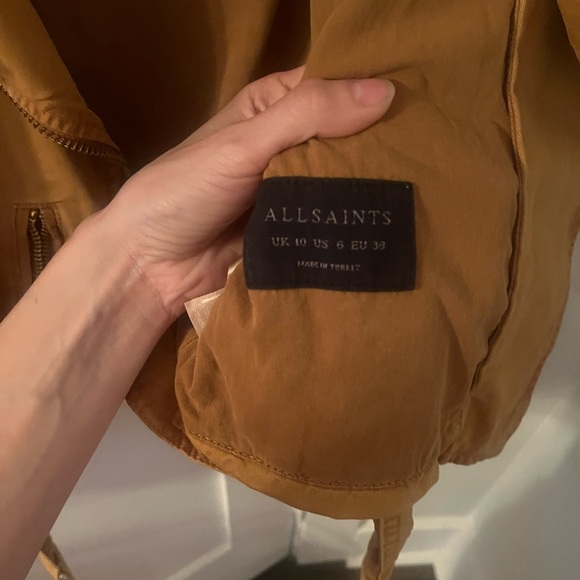 ALLSAINTS
UK 10 US 6 EU 38
MADE IN TURKEY